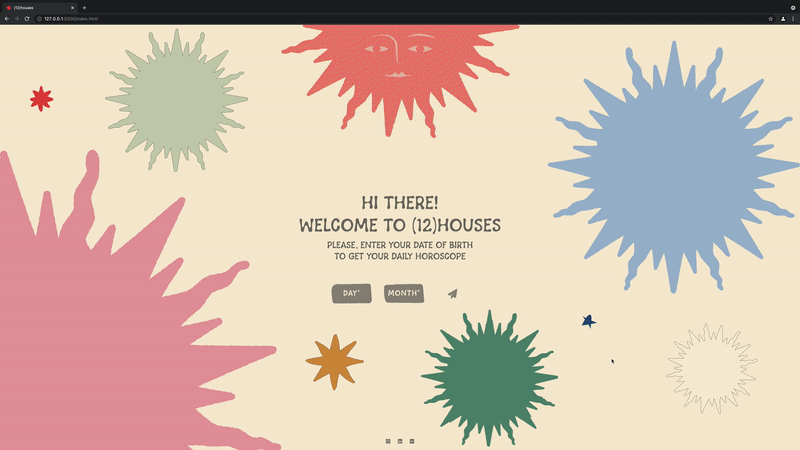 (12)houses
127.0.0.1:5500/index.html
HI THERE!
WELCOME TO (12)HOUSES
PLEASE, ENTER YOUR DATE OF BIRTH
TO GET YOUR DAILY HOROSCOPE
DAY* MONTH*